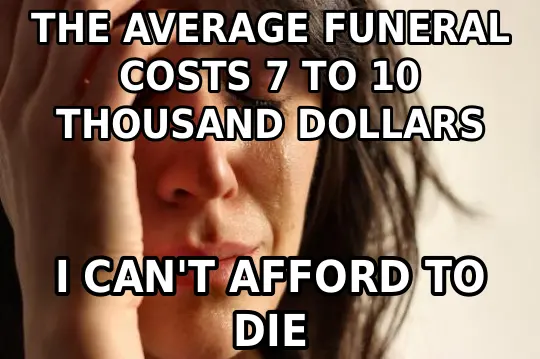 THE AVERAGE FUNERAL
COSTS 7 TO 10
THOUSAND DOLLARS
I CAN'T AFFORD TO
DIE